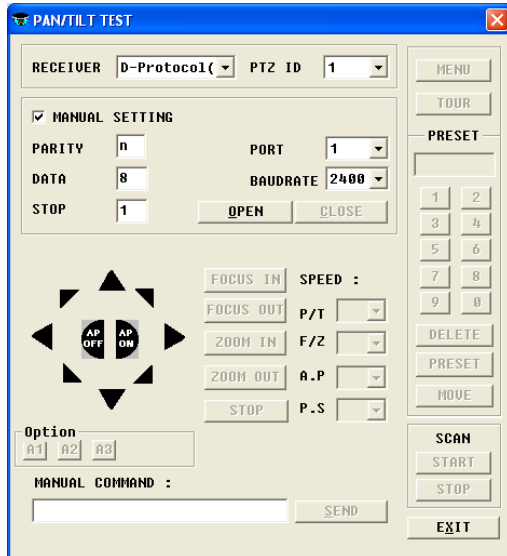 PAN/TILT TEST
RECEIVER D-Protocol( PTZ ID 1
MANUAL SETTING
PARITY n PORT 1
DATA 8 BAUDRATE 2400
STOP 1 OPEN CLOSE
FOCUS IN SPEED :
FOCUS OUT P/T
AP OFF AP ON
ZOOM IN F/Z
ZOOM OUT A.P
STOP P.S
Option
A1 A2 A3
MANUAL COMMAND :
SEND
MENU
TOUR
PRESET
1 2
3 4
5 6
7 8
9 0
DELETE
PRESET
MOVE
SCAN
START
STOP
EXIT